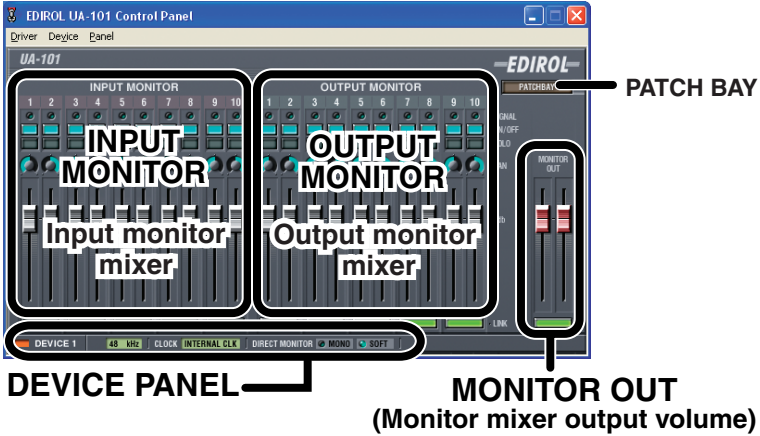 EDIROL UA-101 Control Panel
Driver Device Panel
UA-101
EDIROL
INPUT MONITOR
OUTPUT MONITOR
PATCHBAY
PATCH BAY
1 2 3 4 5 6 7 8 9 10
1 2 3 4 5 6 7 8 9 10
INPUT
MONITOR
OUTPUT
MONITOR
MONITOR
OUT
Input monitor
mixer
Output monitor
mixer
LINK
DEVICE 1 48 kHz CLOCK INTERNAL CLK DIRECT MONITOR MONO SOFT
DEVICE PANEL
MONITOR OUT
(Monitor mixer output volume)